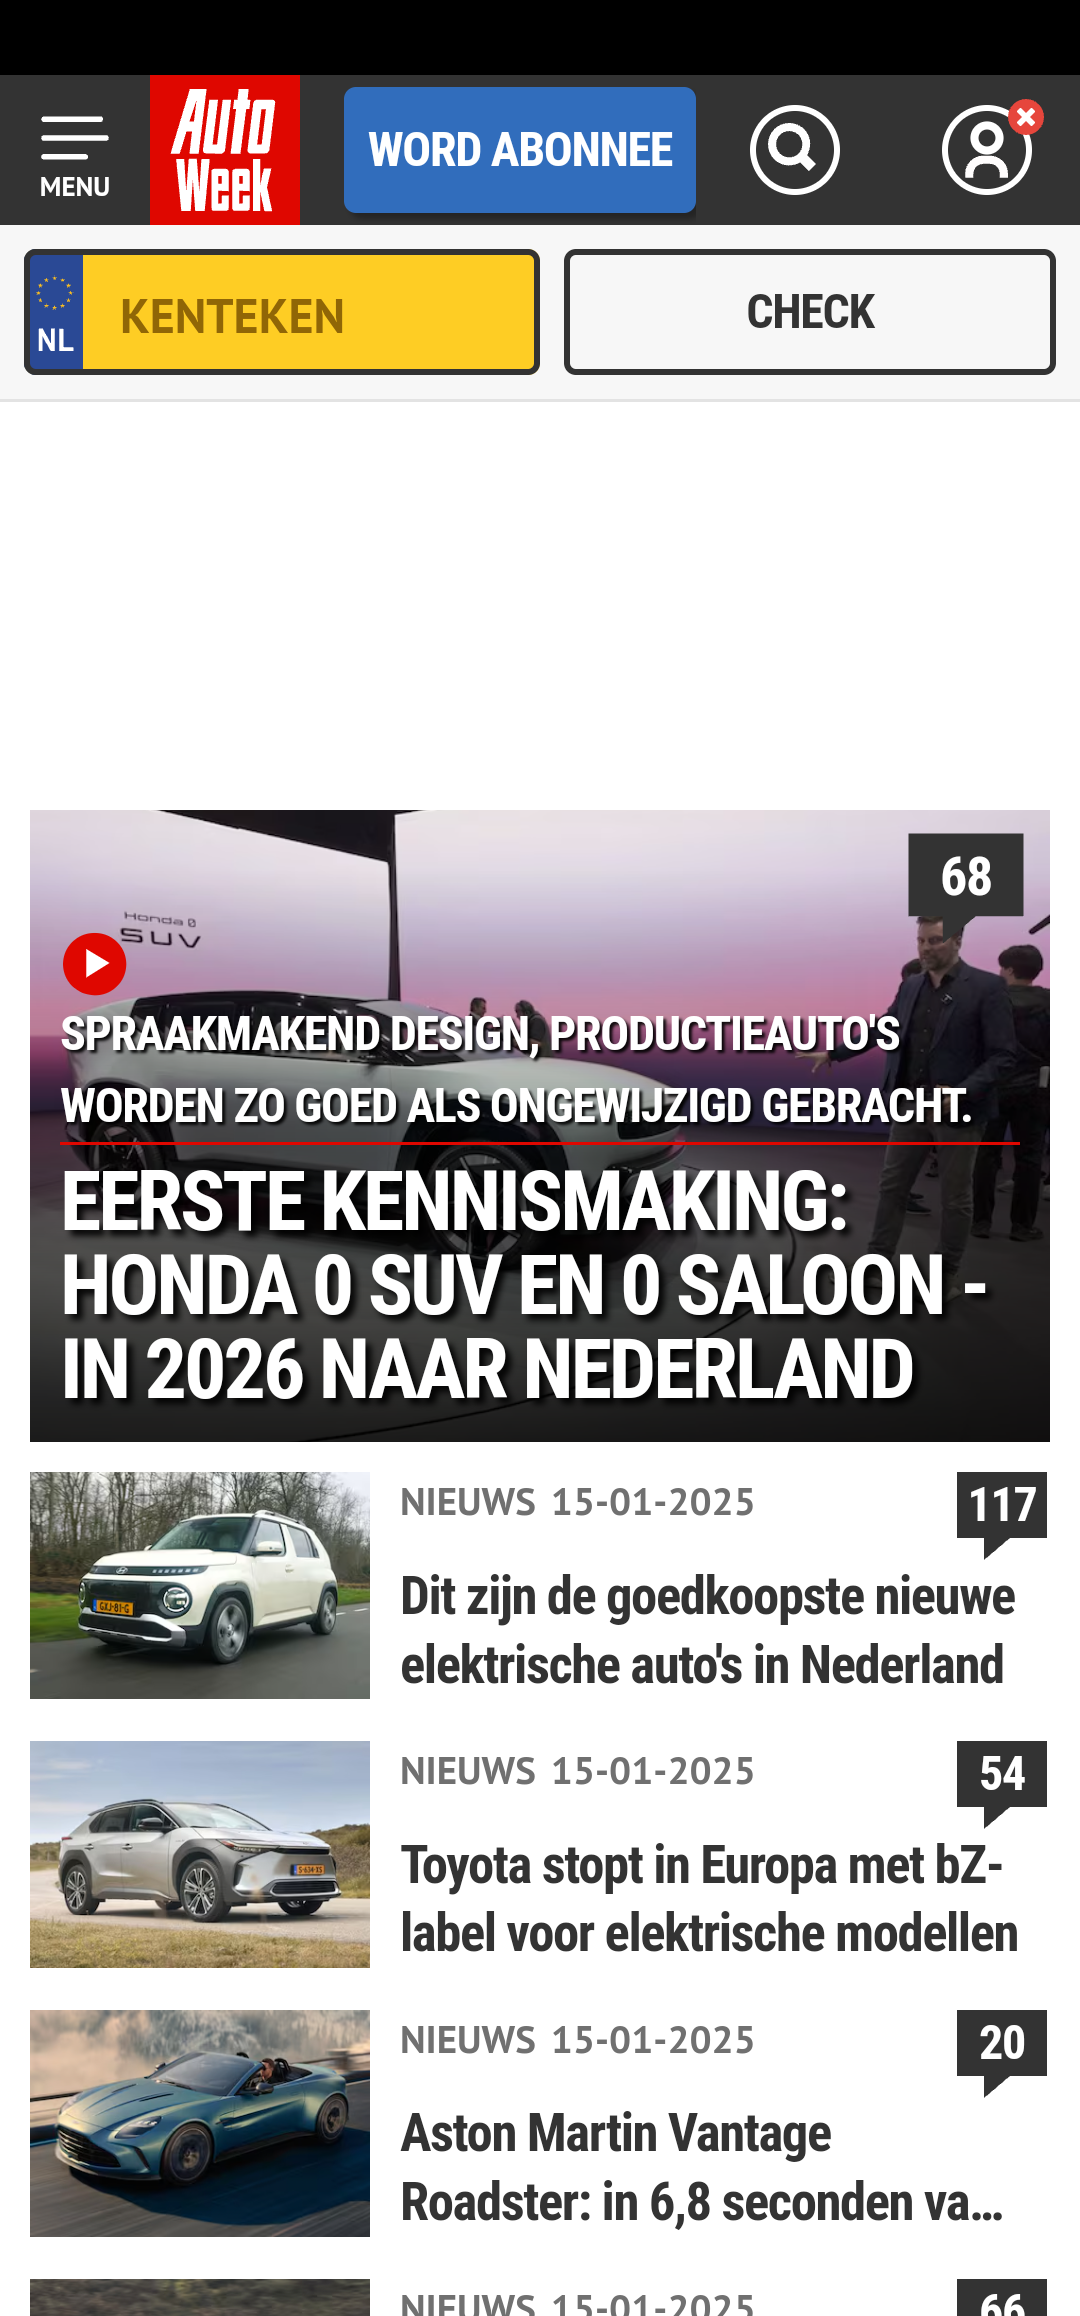 MENU
Auto
Week
WORD ABONNEE
NL
KENTEKEN
CHECK
68
Honda 0
SUV
SPRAAKMAKEND DESIGN, PRODUCTIEAUTO'S
WORDEN ZO GOED ALS ONGEWIJZIGD GEBRACHT.
EERSTE KENNISMAKING:
HONDA 0 SUV EN 0 SALOON -
IN 2026 NAAR NEDERLAND
GXJ-81-G
NIEUWS 15-01-2025
117
Dit zijn de goedkoopste nieuwe
elektrische auto's in Nederland
S-634-XS
NIEUWS 15-01-2025
54
Toyota stopt in Europa met bZ-
label voor elektrische modellen
NIEUWS 15-01-2025
20
Aston Martin Vantage
Roadster: in 6,8 seconden va...
NIEUWS 15-01-2025
66